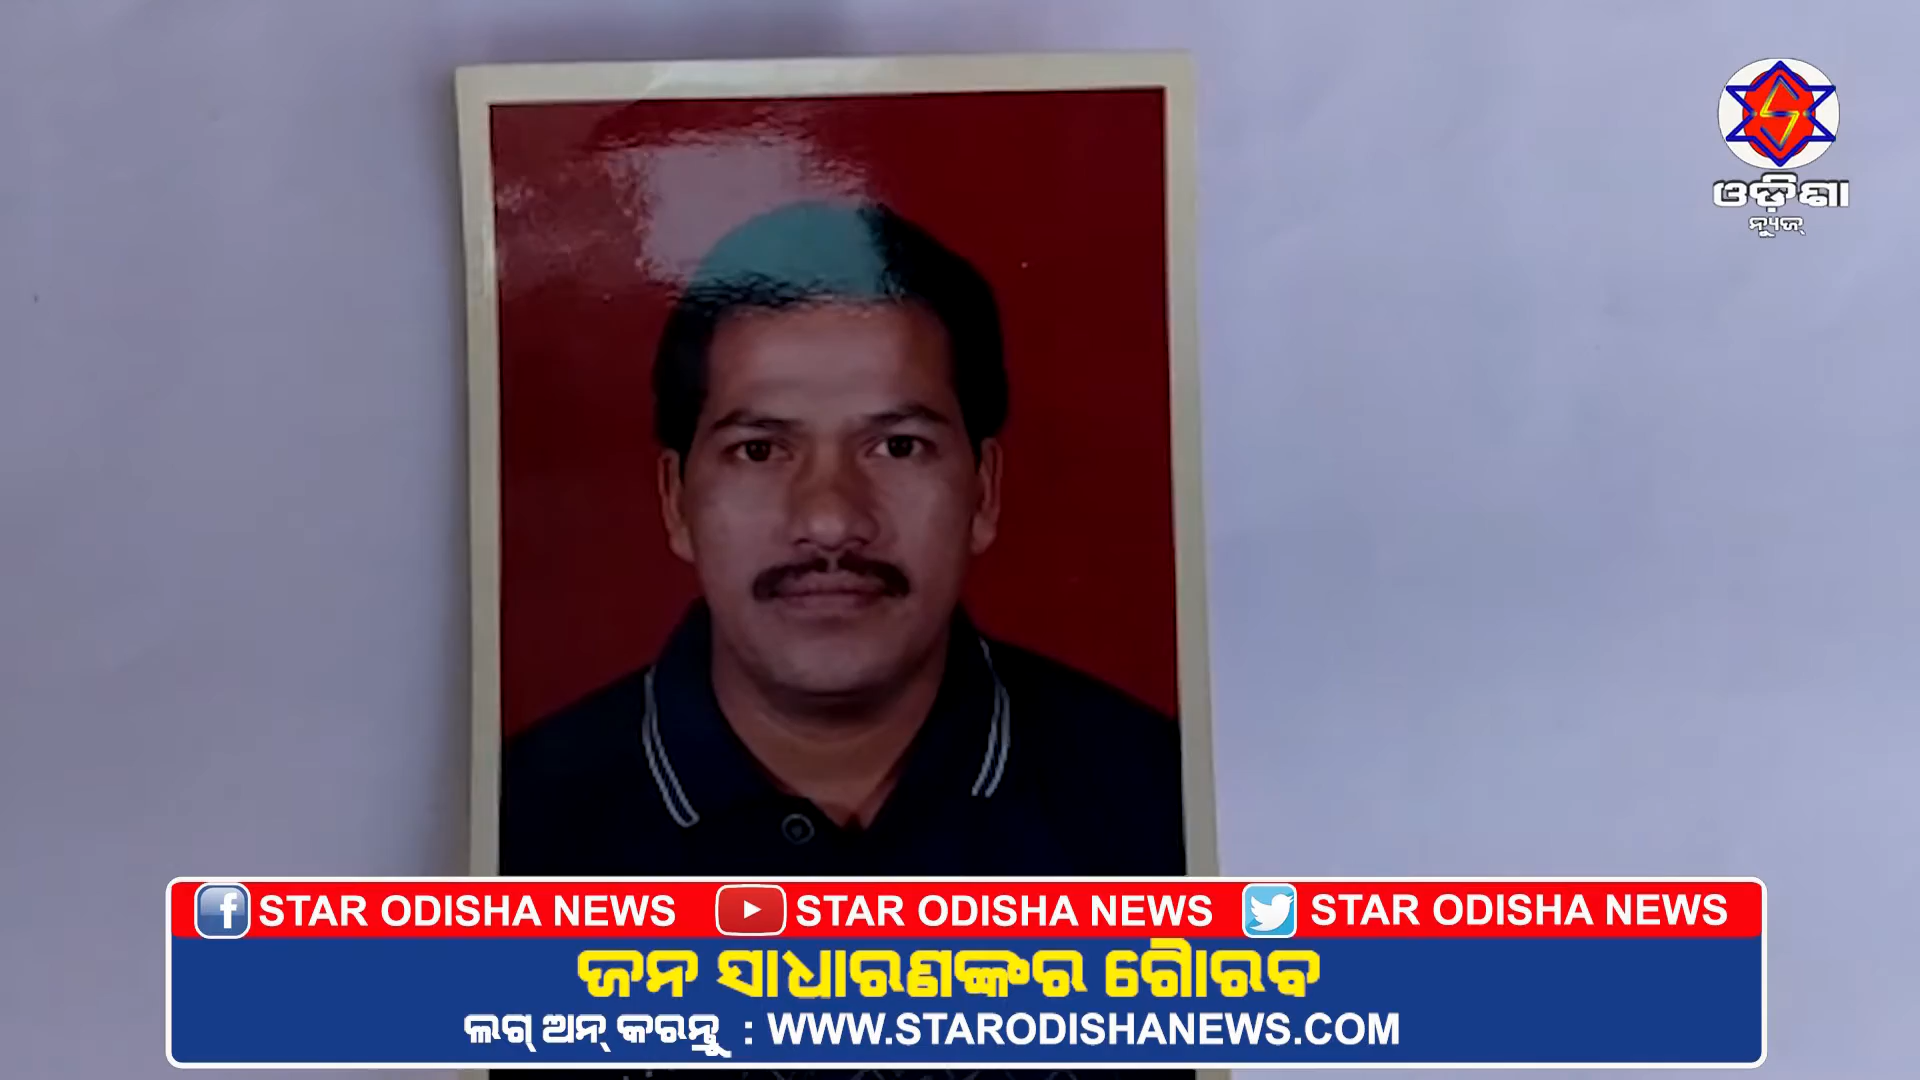 ଓଡ଼ିଶା
ନ୍ୟୁଜ୍
STAR ODISHA NEWS STAR ODISHA NEWS STAR ODISHA NEWS
ଜନ ସାଧାରଣଙ୍କର ଗୌରବ
ଲଗ୍ ଅନ୍ କରନ୍ତୁ : WWW.STARODISHANEWS.COM